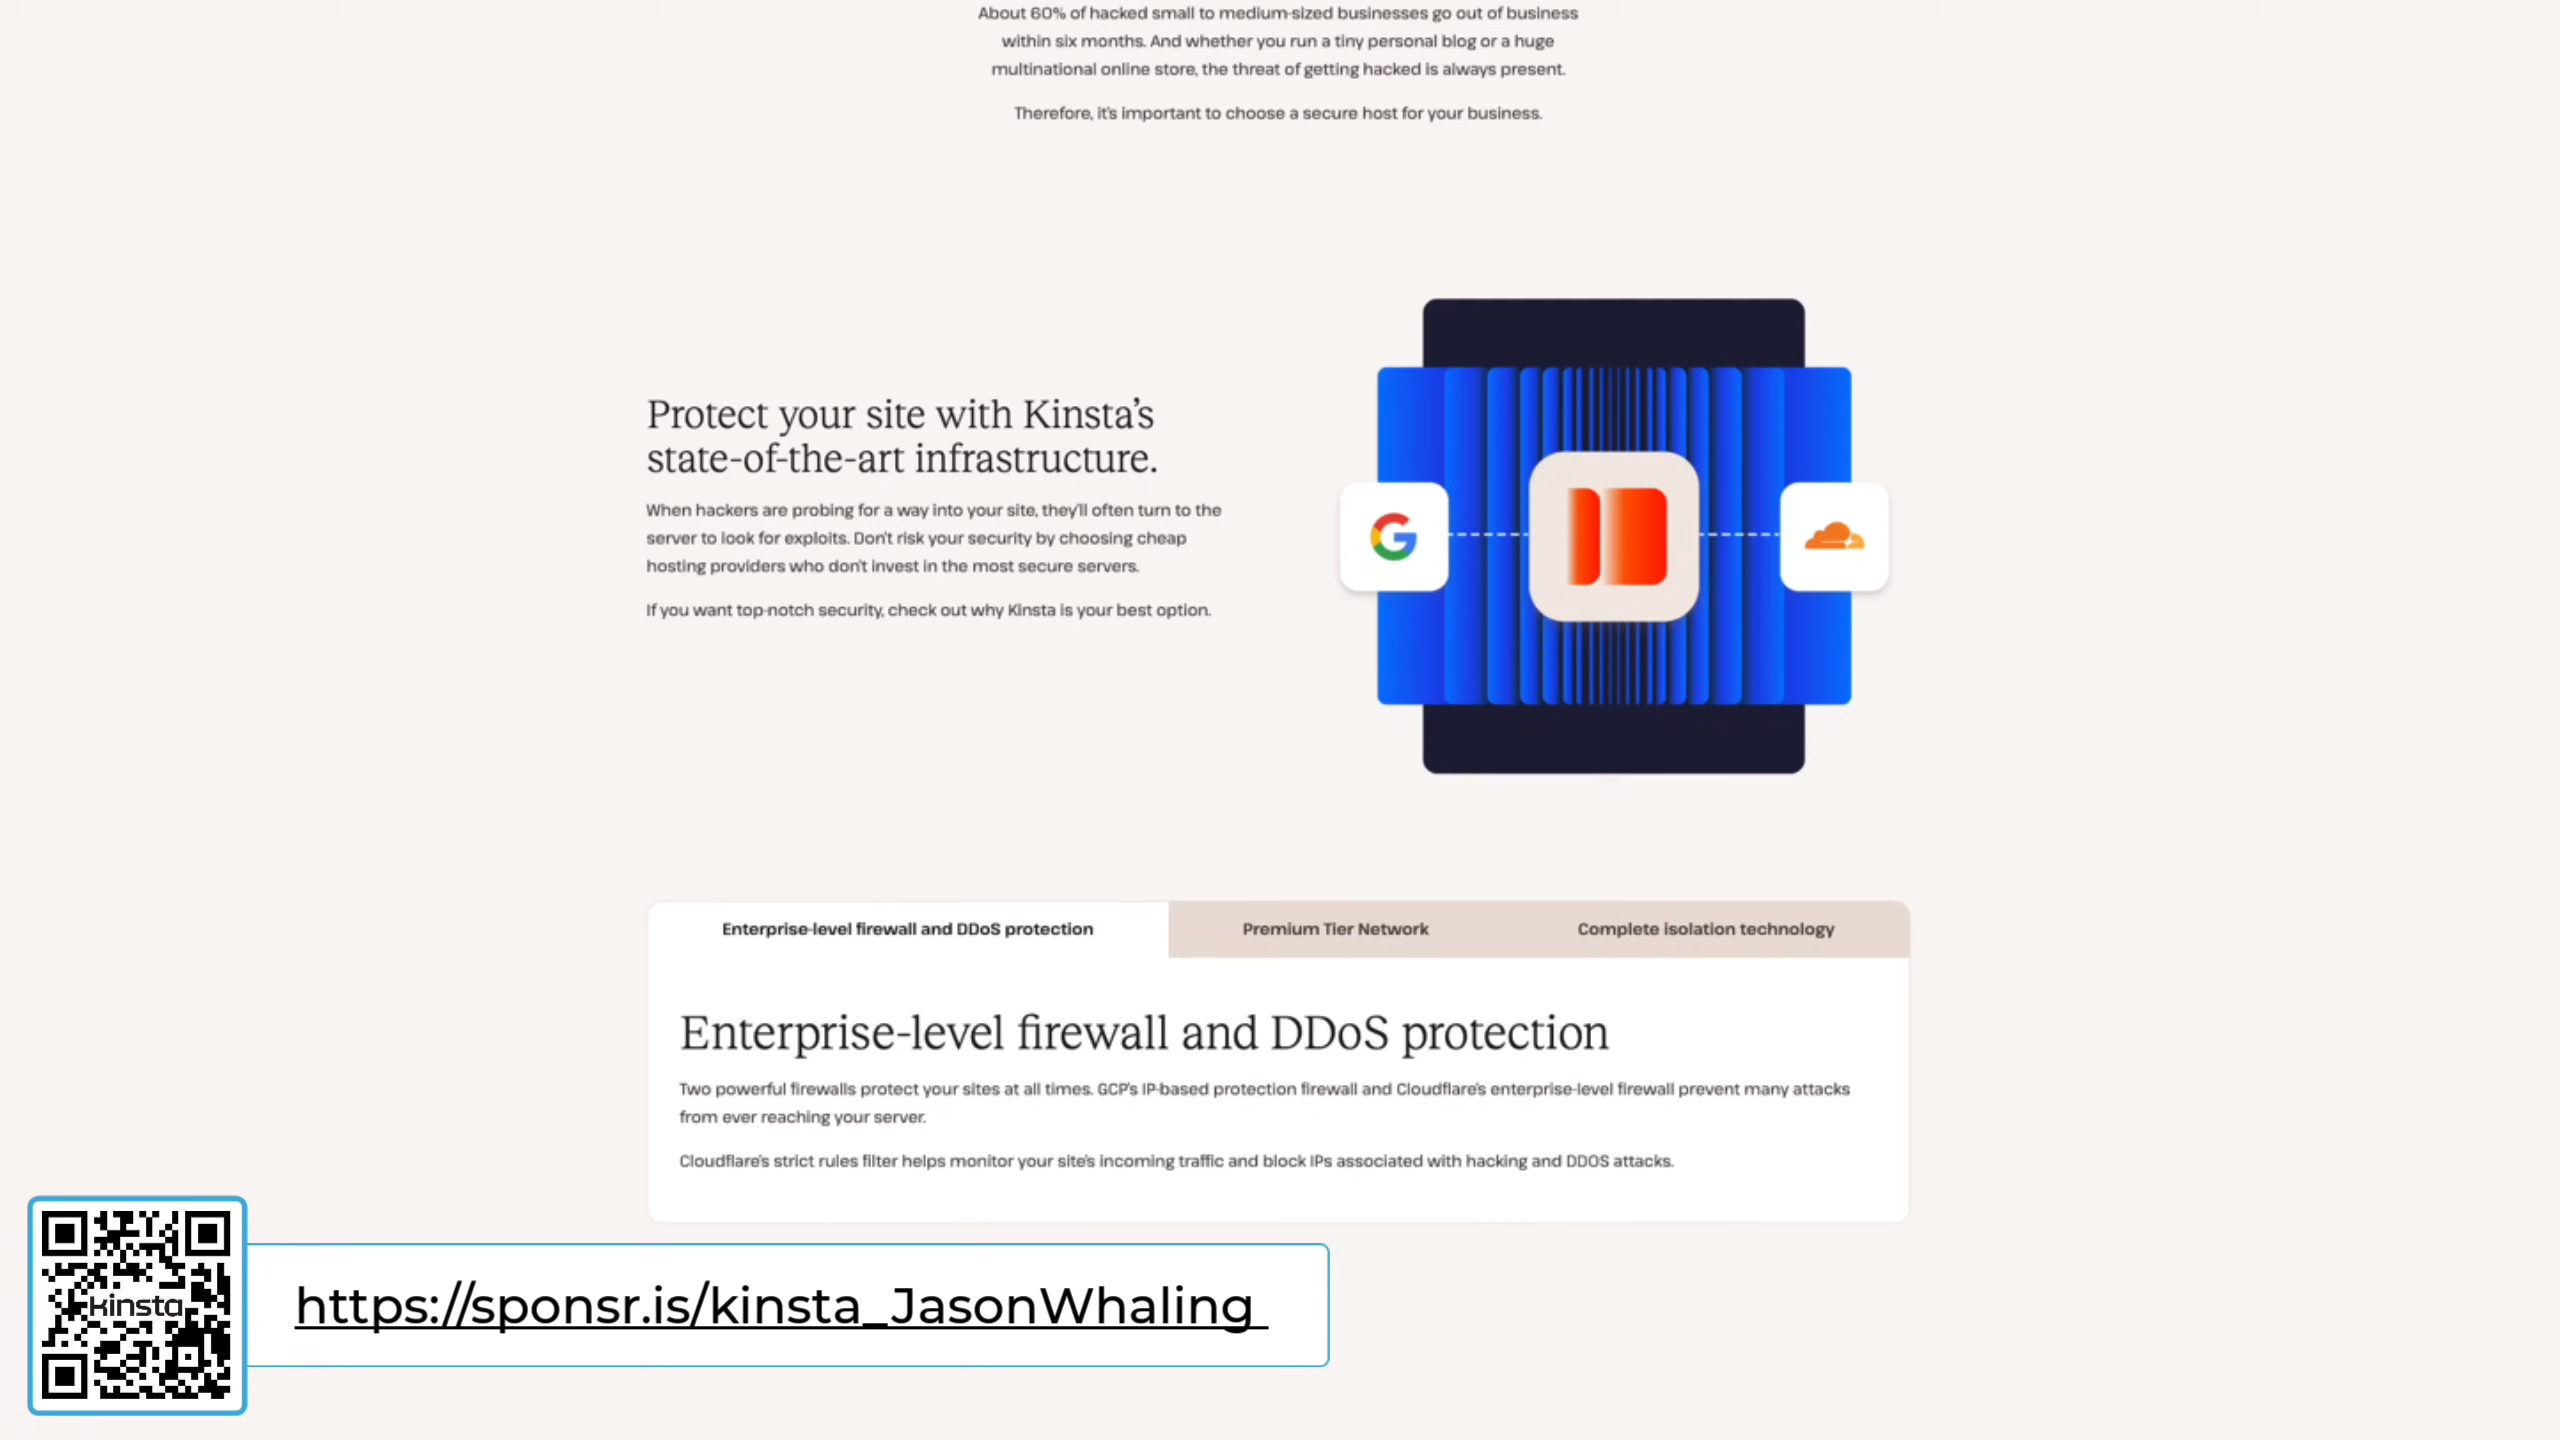 About 60% of hacked small to medium-sized businesses go out of business
within six months. And whether you run a tiny personal blog or a huge
multinational online store, the threat of getting hacked is always present.
Therefore, it's important to choose a secure host for your business.
Protect your site with Kinsta’s
state-of-the-art infrastructure.
When hackers are probing for a way into your site, they'll often turn to the
server to look for exploits. Don't risk your security by choosing cheap
hosting providers who don't invest in the most secure servers.
If you want top-notch security, check out why Kinsta is your best option.
Enterprise-level firewall and DDoS protection
Premium Tier Network
Complete isolation technology
Enterprise-level firewall and DDoS protection
Two powerful firewalls protect your sites at all times. GCP's IP-based protection firewall and Cloudflare's enterprise-level firewall prevent many attacks
from ever reaching your server.
Cloudflare's strict rules filter helps monitor your site's incoming traffic and block IPs associated with hacking and DDOS attacks.
kinsta
https://sponsr.is/kinsta_JasonWhaling